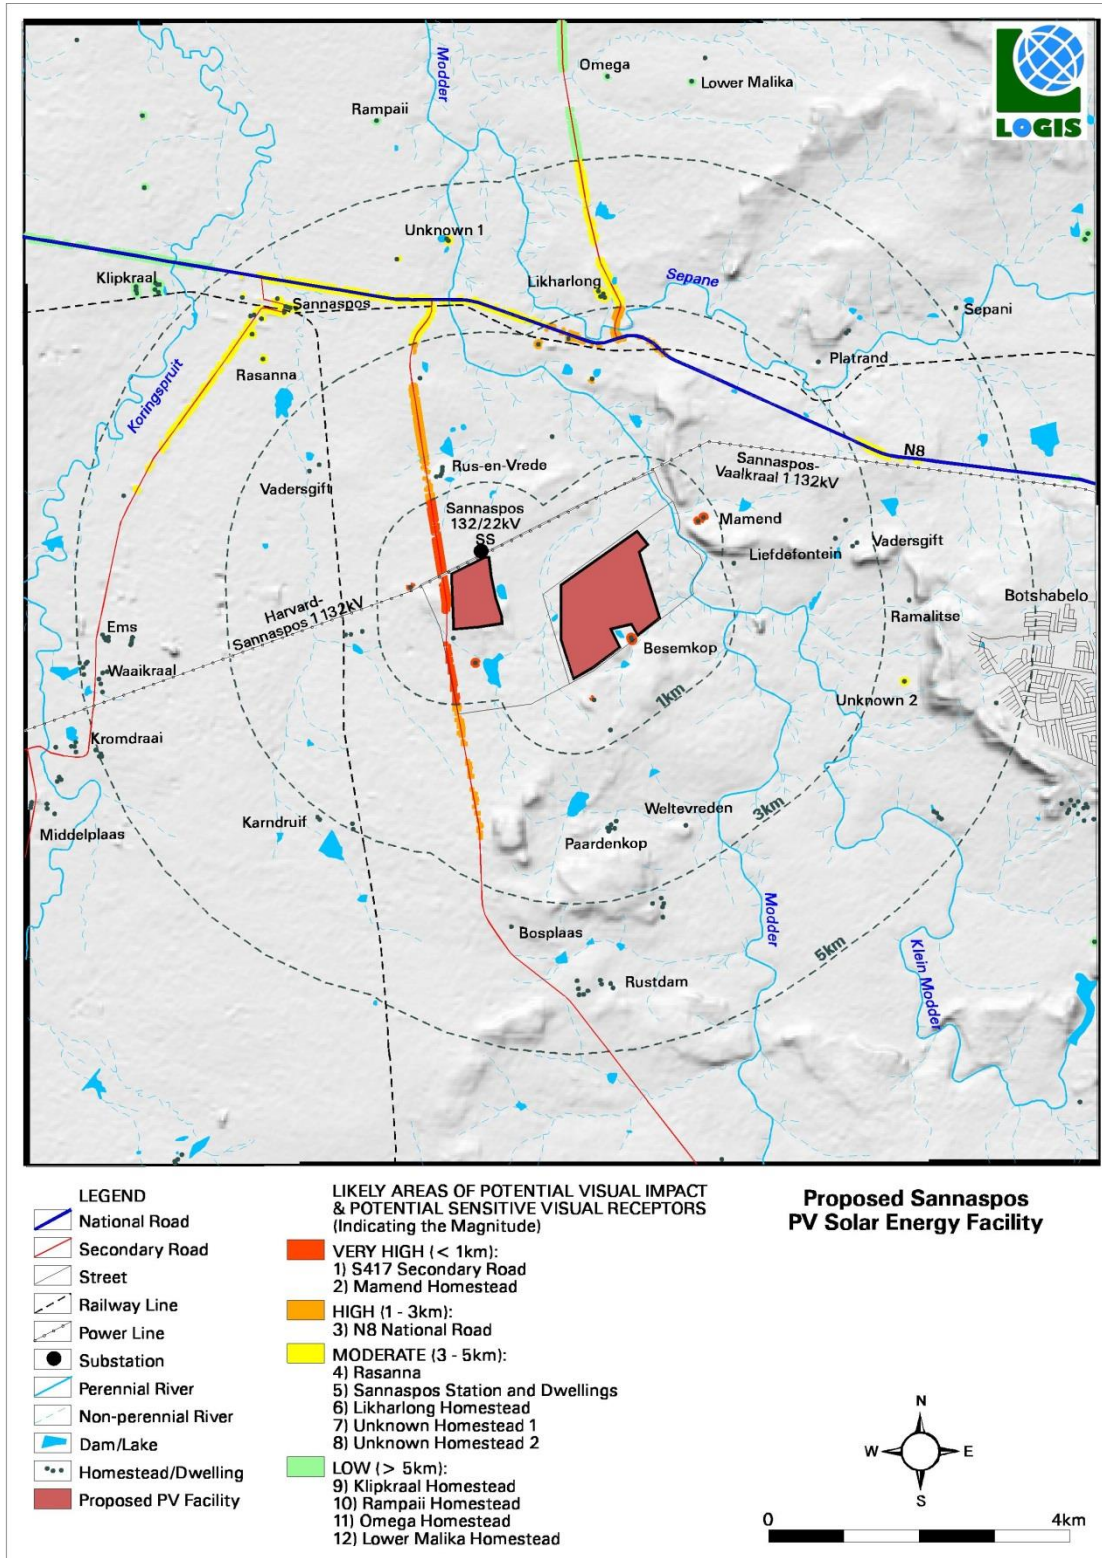 Modder
Omega
Lower Malika
LOGIS
Rampaii
Unknown 1
Klipkraal
Sannaspos
Likharlong
Sepane
Sepani
Platrand
Rasanna
Koringspruit
N8
Rus-en-Vrede
Vadersgift
Sannaspos-
Vaalkraal 1 132kV
Sannaspos
132/22kV
SS
Mamend
Liefdefontein
Vadersgift
Harvard-
Sannaspos 1 132kV
Botshabelo
Ramalitse
Ems
Waaikraal
Besemkop
1km
Unknown 2
Kromdraai
Middelplaas
Karndruif
Weltevreden
3km
Paardenkop
Modder
Bosplaas
5km
Klein Modder
Rustdam
LEGEND
National Road
Secondary Road
Street
Railway Line
Power Line
Substation
Perennial River
Non-perennial River
Dam/Lake
Homestead/Dwelling
Proposed PV Facility
LIKELY AREAS OF POTENTIAL VISUAL IMPACT
& POTENTIAL SENSITIVE VISUAL RECEPTORS
(Indicating the Magnitude)
VERY HIGH (< 1km):
1) S417 Secondary Road
2) Mamend Homestead
HIGH (1 - 3km):
3) N8 National Road
MODERATE (3 - 5km):
4) Rasanna
5) Sannaspos Station and Dwellings
6) Likharlong Homestead
7) Unknown Homestead 1
8) Unknown Homestead 2
LOW (> 5km):
9) Klipkraal Homestead
10) Rampaii Homestead
11) Omega Homestead
12) Lower Malika Homestead
Proposed Sannaspos
PV Solar Energy Facility
N
W E
S
0 4km